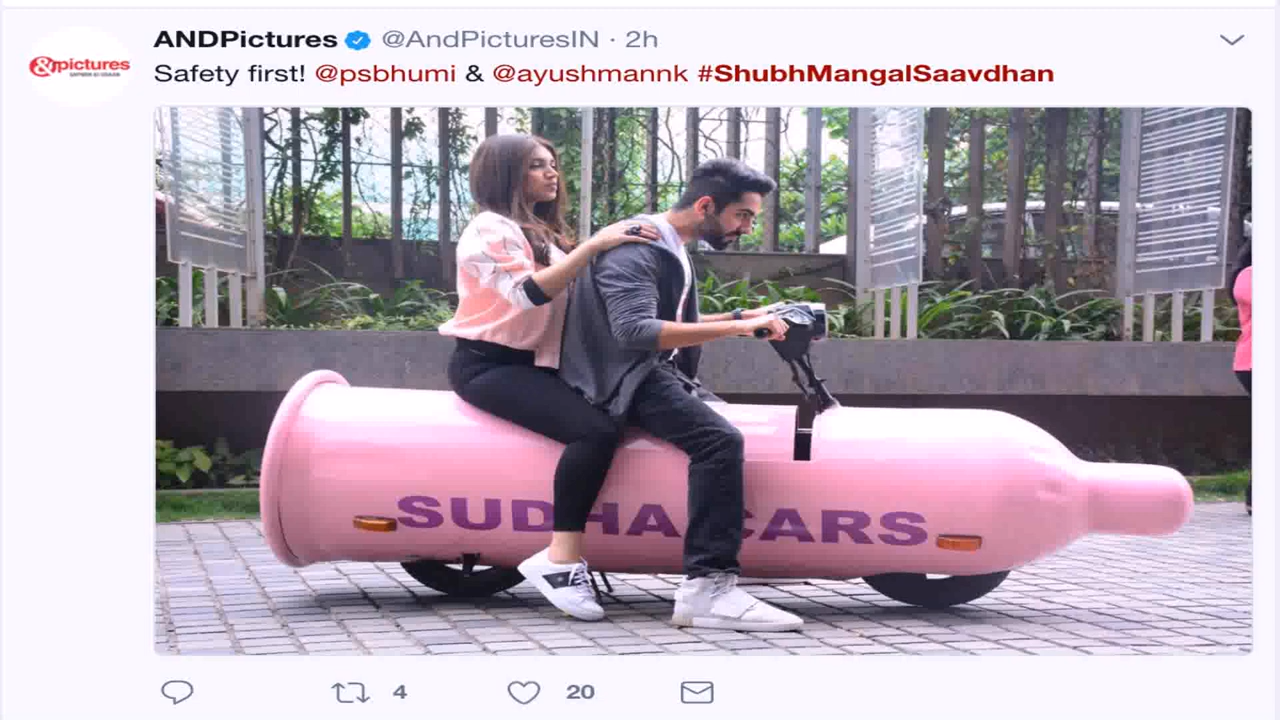 ANDPictures @AndPicturesIN · 2h
&pictures
Safety first! @psbhumi & @ayushmannk #ShubhMangalSaavdhan
SUDHA CARS
4 20